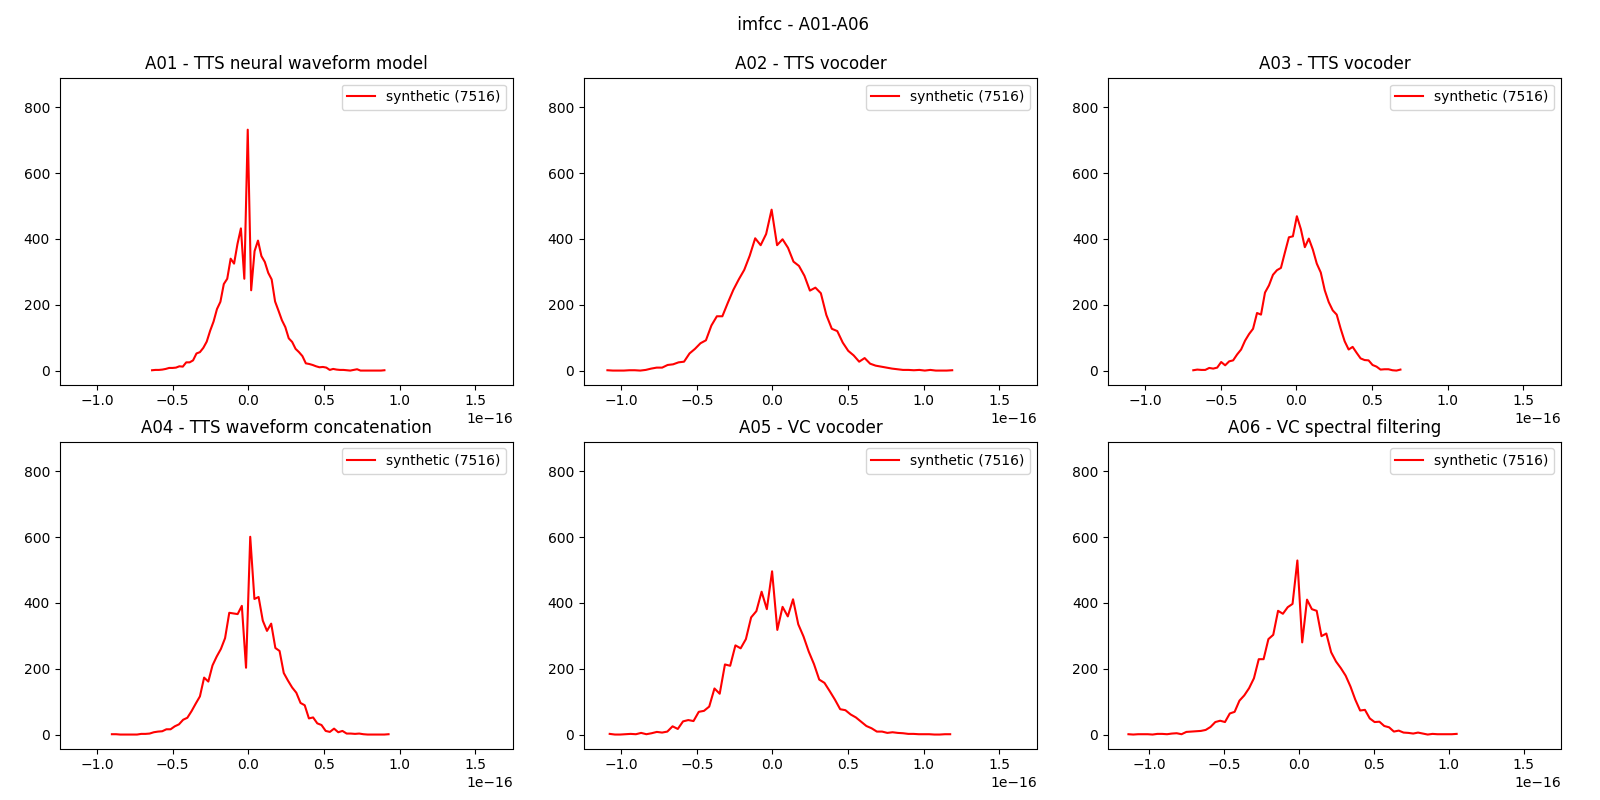 imfcc - A01-A06
A01 - TTS neural waveform model
synthetic (7516)
800
600
400
200
0
−1.0 −0.5 0.0 0.5 1.0 1.5
1e−16
A02 - TTS vocoder
synthetic (7516)
800
600
400
200
0
−1.0 −0.5 0.0 0.5 1.0 1.5
1e−16
A03 - TTS vocoder
synthetic (7516)
800
600
400
200
0
−1.0 −0.5 0.0 0.5 1.0 1.5
1e−16
A04 - TTS waveform concatenation
synthetic (7516)
800
600
400
200
0
−1.0 −0.5 0.0 0.5 1.0 1.5
1e−16
A05 - VC vocoder
synthetic (7516)
800
600
400
200
0
−1.0 −0.5 0.0 0.5 1.0 1.5
1e−16
A06 - VC spectral filtering
synthetic (7516)
800
600
400
200
0
−1.0 −0.5 0.0 0.5 1.0 1.5
1e−16